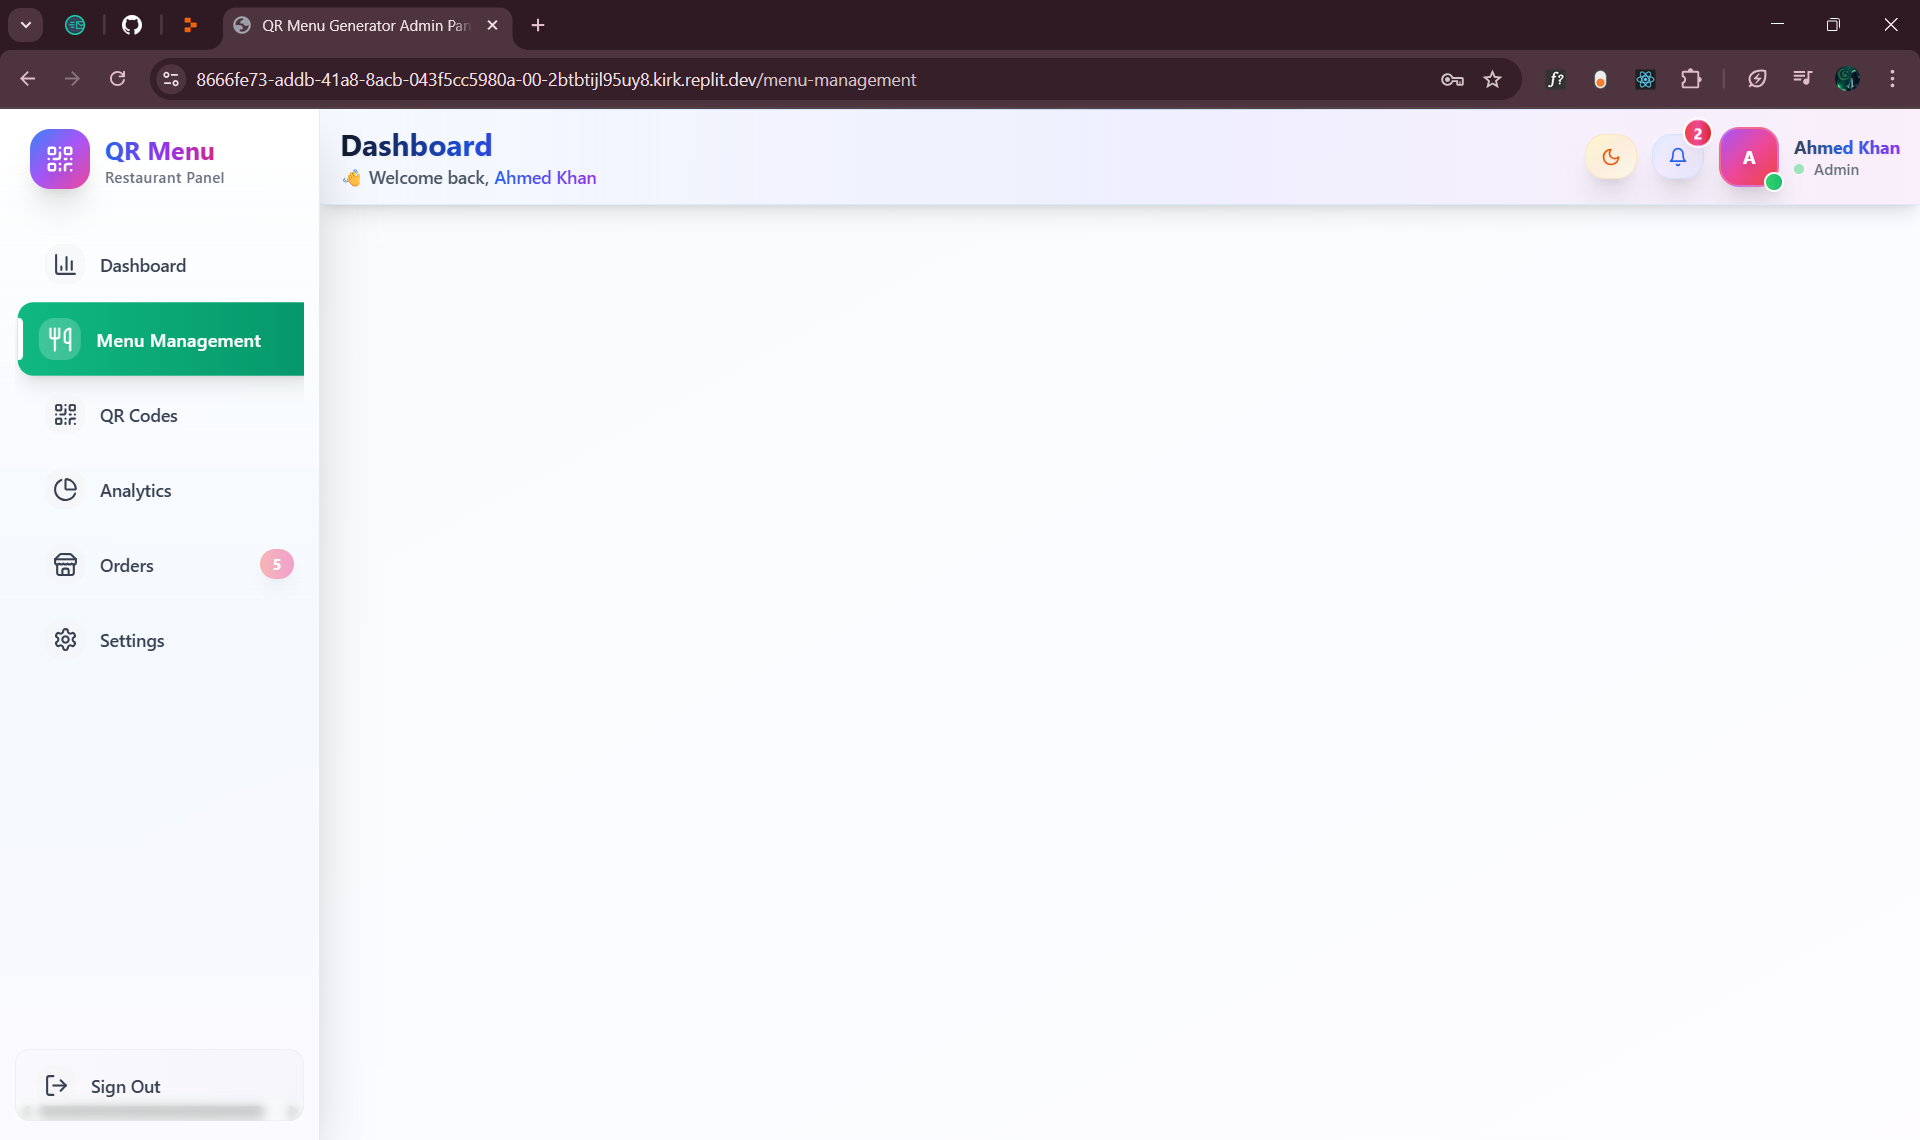 QR Menu Generator Admin Pan
8666fe73-addb-41a8-8acb-043f5cc5980a-00-2btbtijl95uy8.kirk.replit.dev/menu-management
f?
QR Menu
Restaurant Panel
Dashboard
Menu Management
QR Codes
Analytics
Orders
5
Settings
Sign Out
Dashboard
👋 Welcome back, Ahmed Khan
2
A
Ahmed Khan
Admin